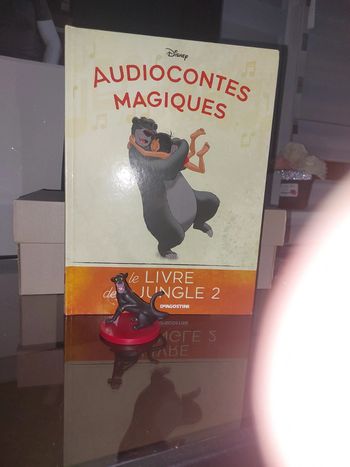 Disney
AUDIOCONTES
MAGIQUES
le LIVRE
de la JUNGLE 2
DeAGOSTINI